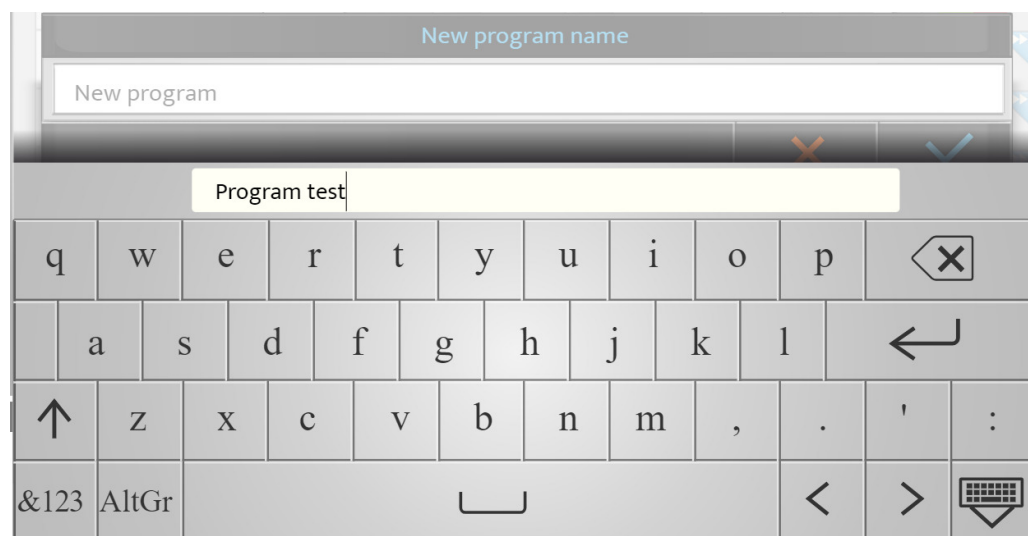 New program name
New program
Program test
q w e r t y u i o p
a s d f g h j k l
z x c v b n m , . ' :
&123 AltGr < >